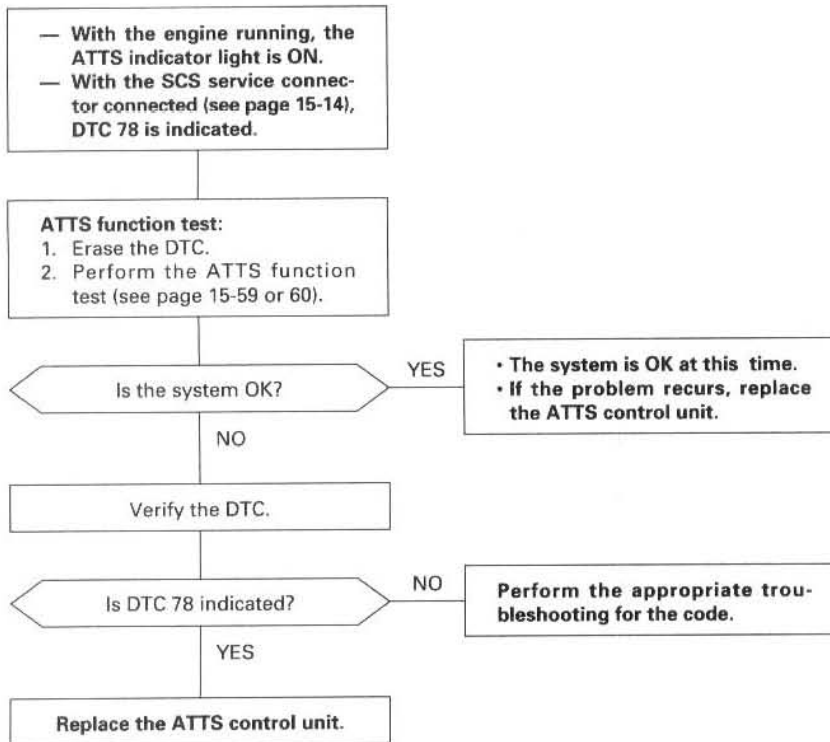 — With the engine running, the
ATTS indicator light is ON.
— With the SCS service connec-
tor connected (see page 15-14),
DTC 78 is indicated.
ATTS function test:
1. Erase the DTC.
2. Perform the ATTS function
test (see page 15-59 or 60).
Is the system OK?
YES
• The system is OK at this time.
• If the problem recurs, replace
the ATTS control unit.
NO
Verify the DTC.
Is DTC 78 indicated?
NO
Perform the appropriate trou-
bleshooting for the code.
YES
Replace the ATTS control unit.